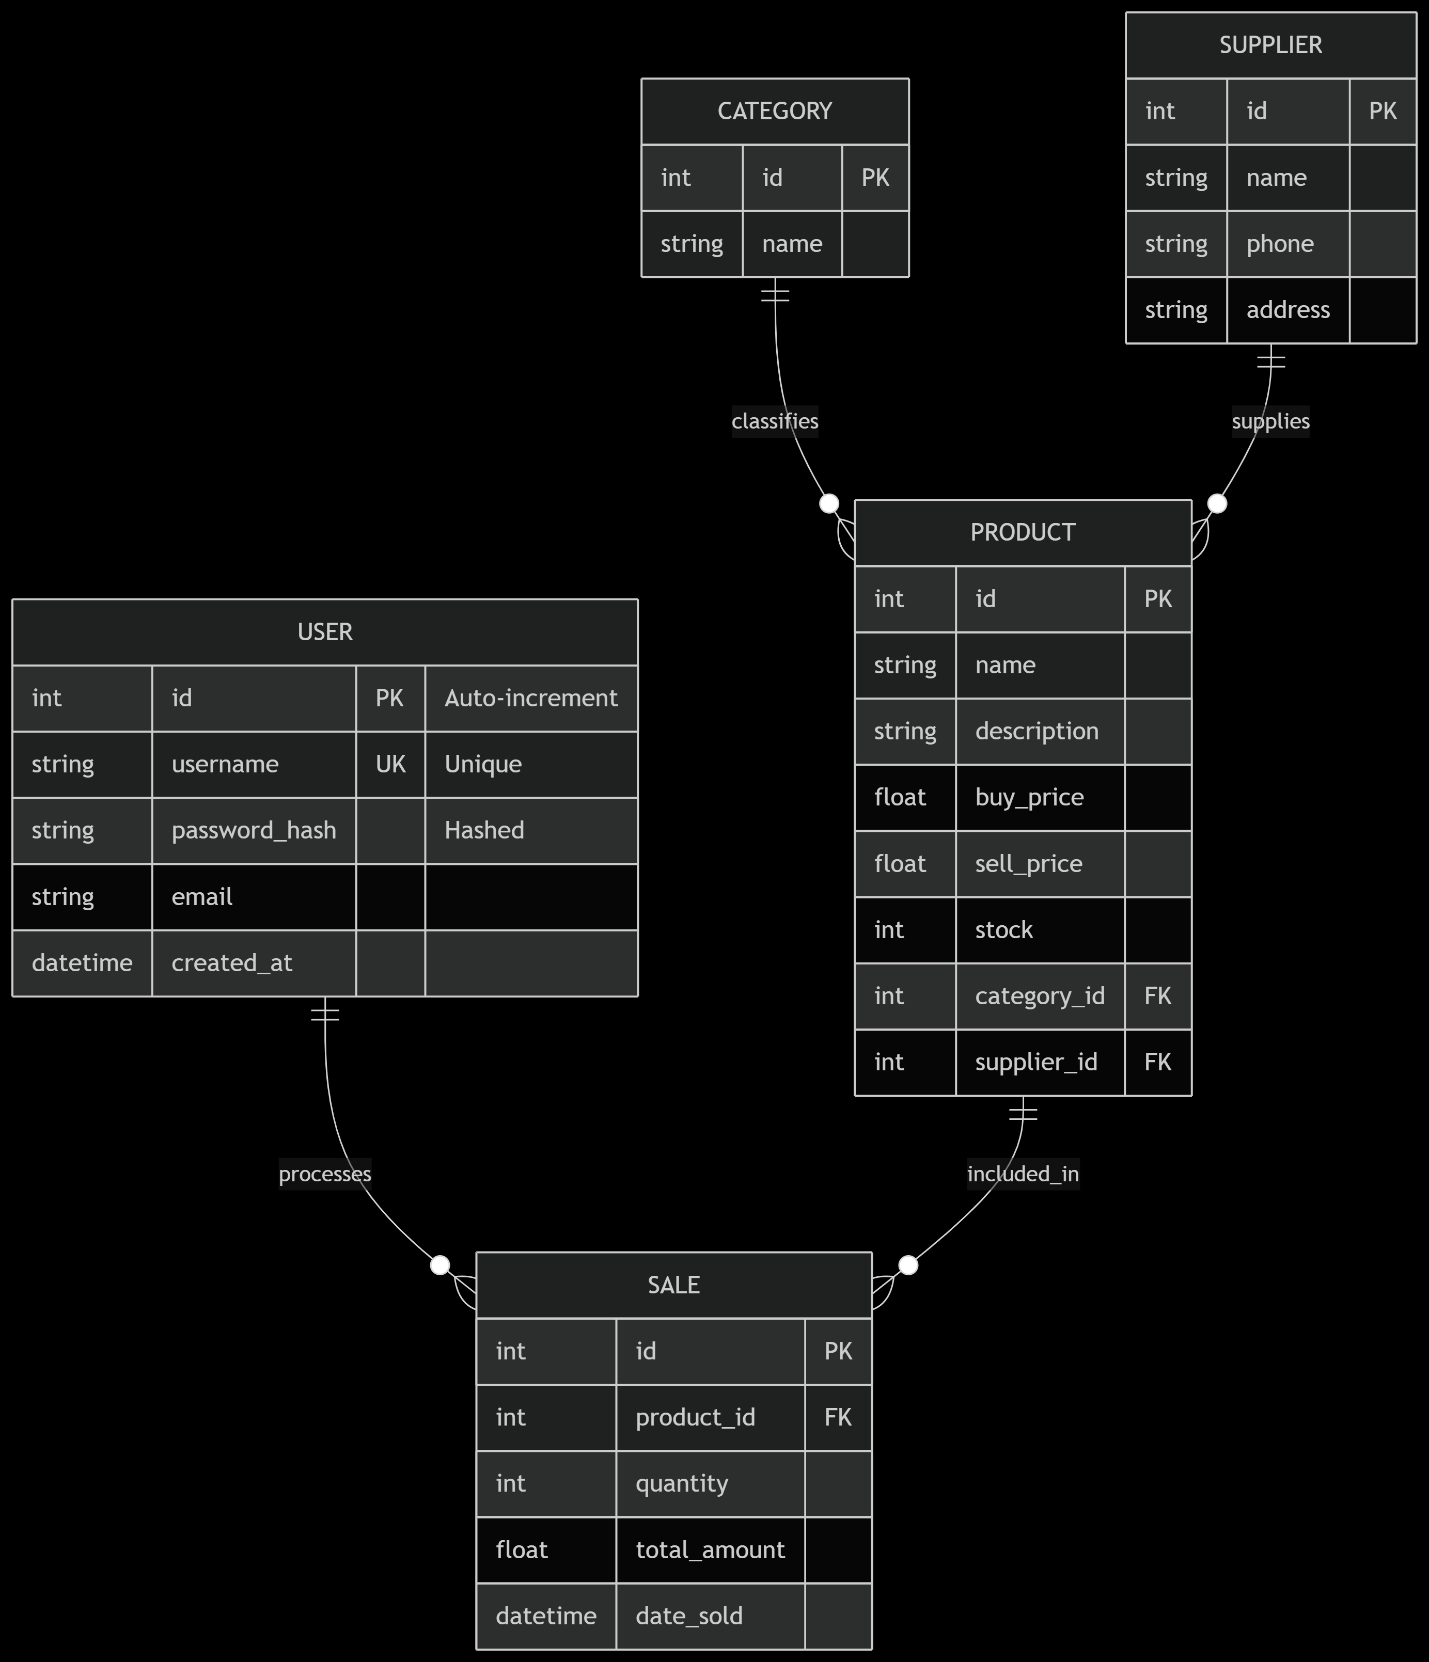 SUPPLIER
int id PK
string name
string phone
string address
CATEGORY
int id PK
string name
classifies
supplies
PRODUCT
int id PK
string name
string description
float buy_price
float sell_price
int stock
int category_id FK
int supplier_id FK
USER
int id PK Auto-increment
string username UK Unique
string password_hash Hashed
string email
datetime created_at
processes
included_in
SALE
int id PK
int product_id FK
int quantity
float total_amount
datetime date_sold